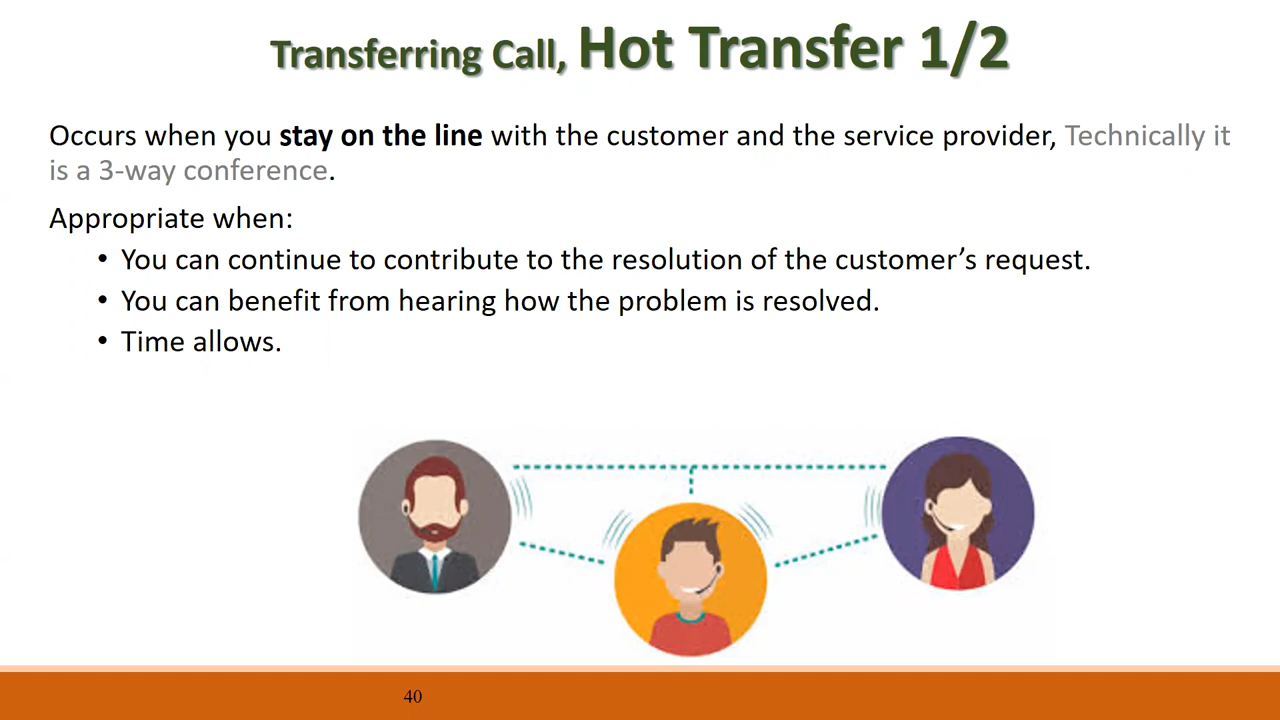 Transferring Call, Hot Transfer 1/2
Occurs when you stay on the line with the customer and the service provider, Technically it
is a 3-way conference.
Appropriate when:
• You can continue to contribute to the resolution of the customer’s request.
• You can benefit from hearing how the problem is resolved.
• Time allows.
40